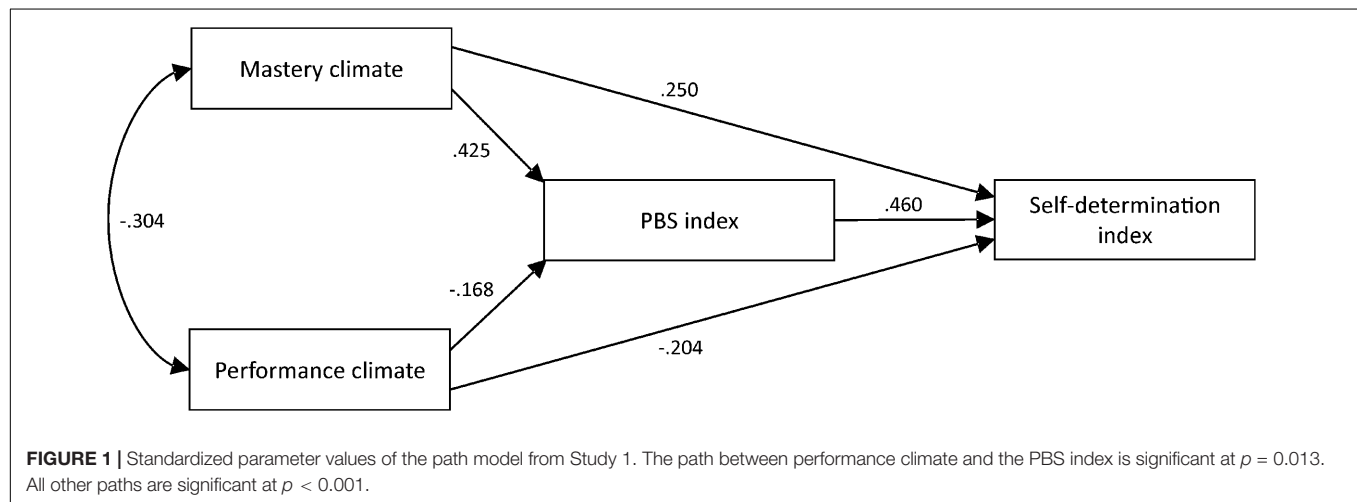 Mastery climate
.250
.425
-.304
PBS index
.460
Self-determination
index
-.168
-.204
Performance climate
FIGURE 1 | Standardized parameter values of the path model from Study 1. The path between performance climate and the PBS index is significant at p = 0.013.
All other paths are significant at p < 0.001.